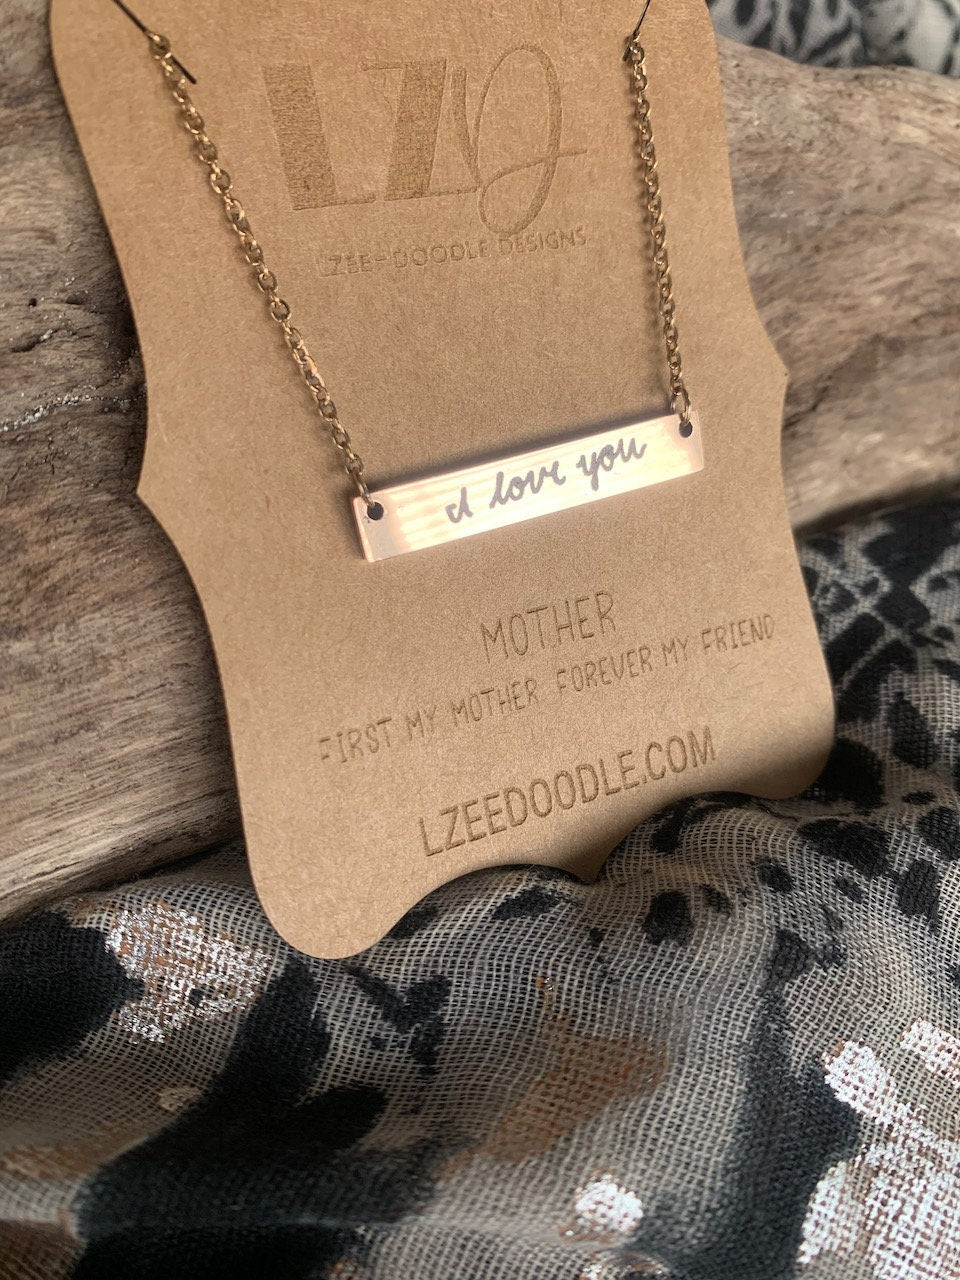 LZD
LZEE-DOODLE DESIGNS
I love you
MOTHER
FIRST MY MOTHER FOREVER MY FRIEND
LZEEDOODLE.COM